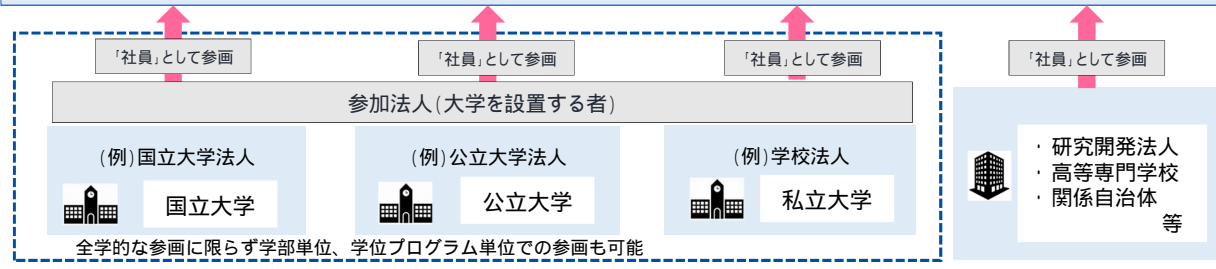 「社員」として参画
「社員」として参画
「社員」として参画
「社員」として参画
参加法人(大学を設置する者)
(例)国立大学法人
国立大学
(例)公立大学法人
公立大学
(例)学校法人
私立大学
全学的な参画に限らず学部単位、学位プログラム単位での参画も可能
・研究開発法人
・高等専門学校
・関係自治体
等